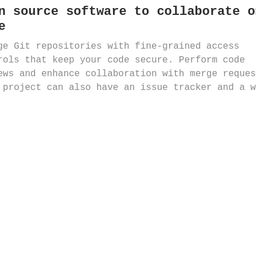 n source software to collaborate o
e
ge Git repositories with fine-grained access
rols that keep your code secure. Perform code
ews and enhance collaboration with merge reques
project can also have an issue tracker and a w